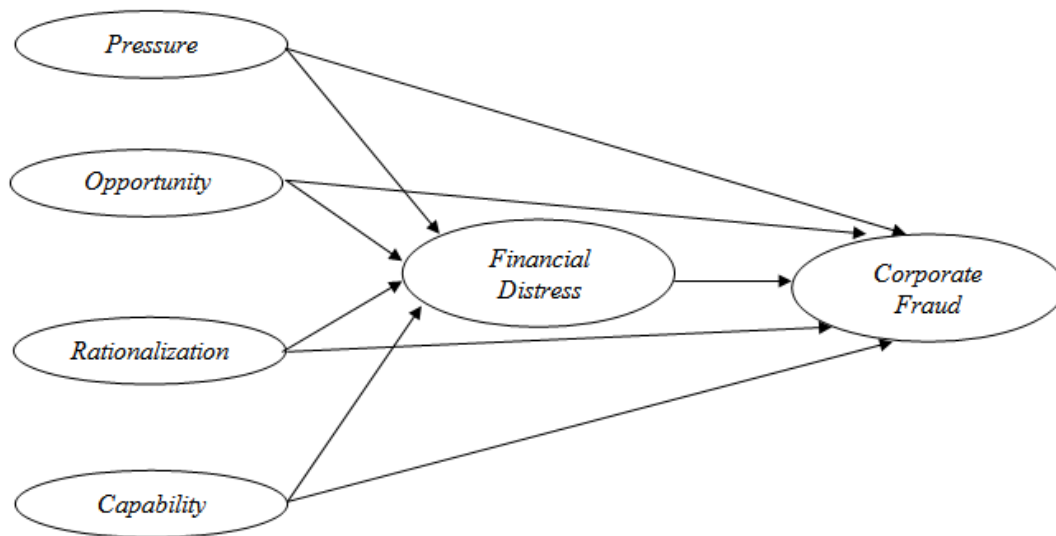 Pressure
Opportunity
Financial
Distress
Corporate
Fraud
Rationalization
Capability